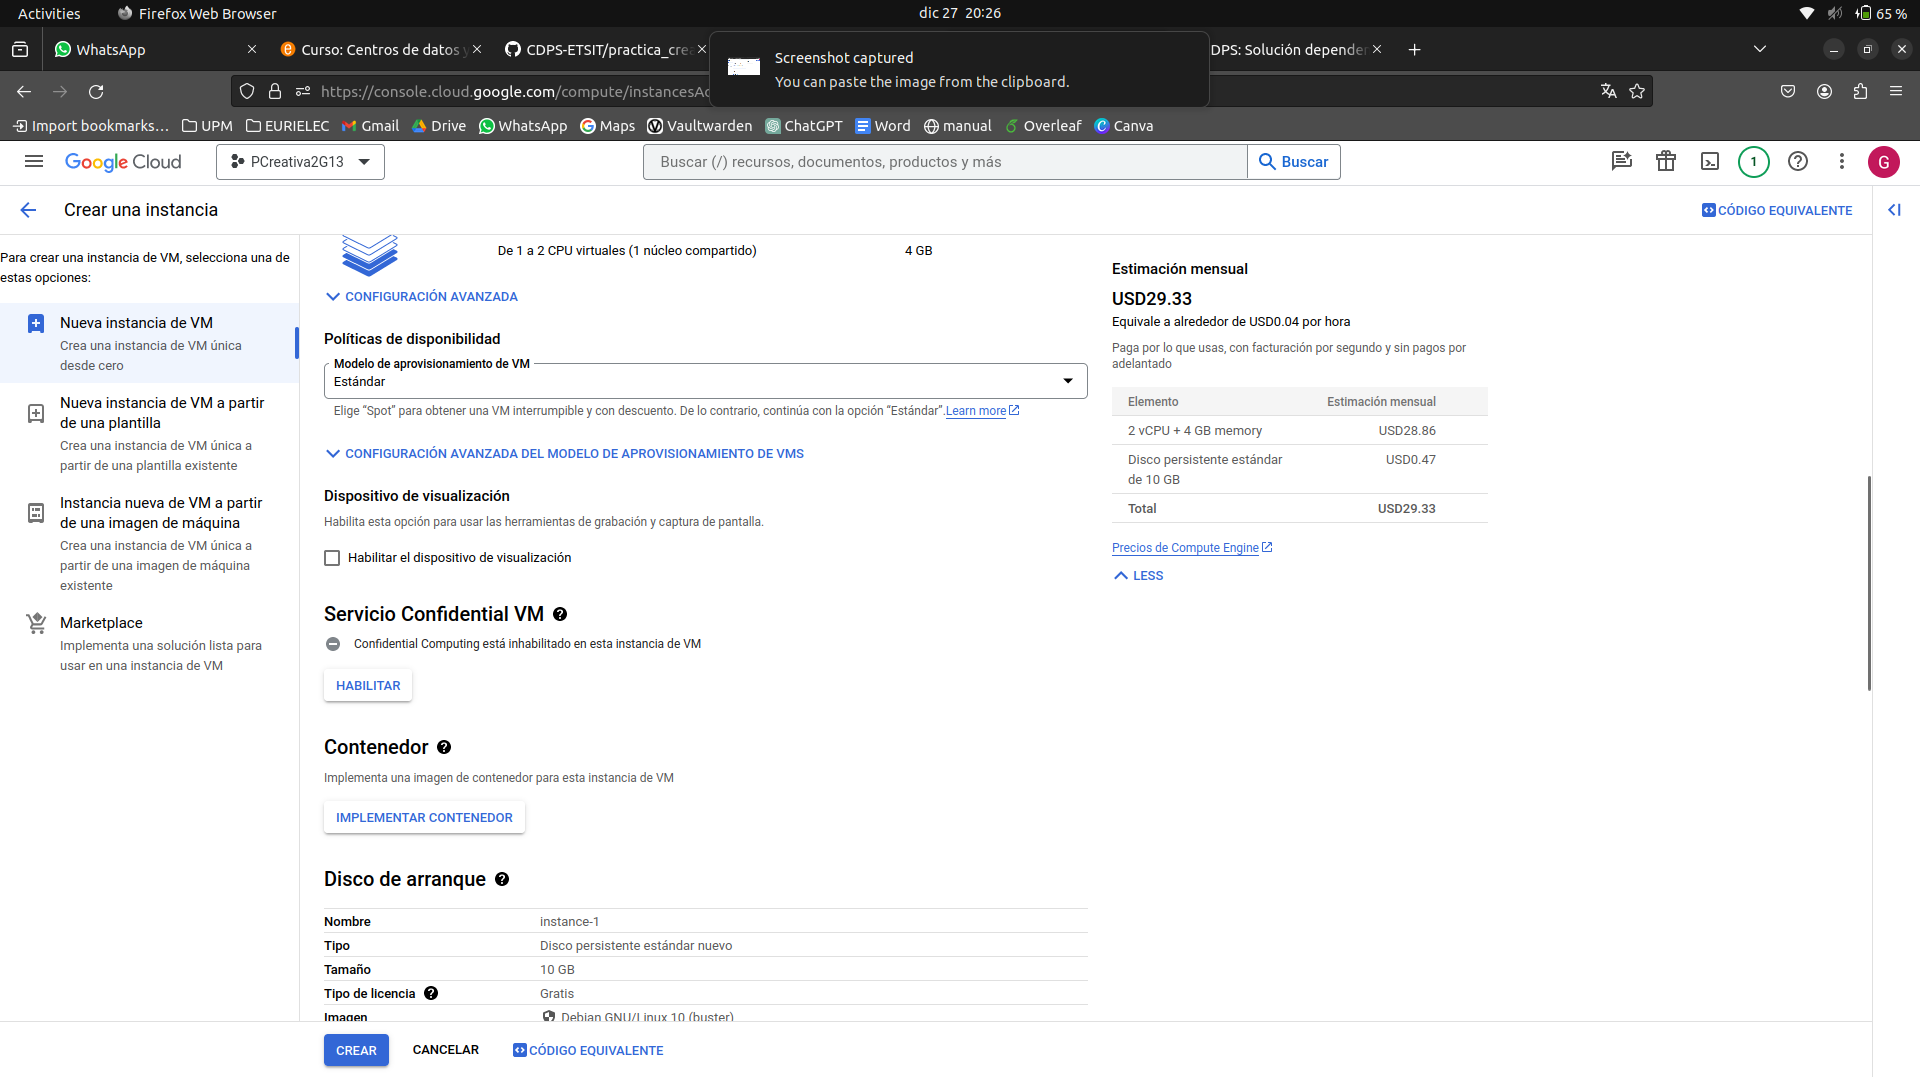 Activities
Firefox Web Browser
dic 27 20:26
65 %
WhatsApp
Curso: Centros de datos y
CDPS-ETSIT/practica_crea
DPS: Solución depender
Screenshot captured
You can paste the image from the clipboard.
https://console.cloud.google.com/compute/instancesAd
Import bookmarks...
UPM
EURIELEC
Gmail
Drive
WhatsApp
Maps
Vaultwarden
ChatGPT
Word
manual
Overleaf
Canva
Google Cloud
PCreativa2G13
Buscar (/) recursos, documentos, productos y más
Buscar
1
G
Crear una instancia
CÓDIGO EQUIVALENTE
Para crear una instancia de VM, selecciona una de
estas opciones:
Nueva instancia de VM
Crea una instancia de VM única
desde cero
Nueva instancia de VM a partir
de una plantilla
Crea una instancia de VM única a
partir de una plantilla existente
Instancia nueva de VM a partir
de una imagen de máquina
Crea una instancia de VM única a
partir de una imagen de máquina
existente
Marketplace
Implementa una solución lista para
usar en una instancia de VM
De 1 a 2 CPU virtuales (1 núcleo compartido)
4 GB
CONFIGURACIÓN AVANZADA
Políticas de disponibilidad
Modelo de aprovisionamiento de VM
Estándar
Elige “Spot” para obtener una VM interrumpible y con descuento. De lo contrario, continúa con la opción “Estándar”.Learn more
CONFIGURACIÓN AVANZADA DEL MODELO DE APROVISIONAMIENTO DE VMS
Dispositivo de visualización
Habilita esta opción para usar las herramientas de grabación y captura de pantalla.
Habilitar el dispositivo de visualización
Servicio Confidential VM
Confidential Computing está inhabilitado en esta instancia de VM
HABILITAR
Contenedor
Implementa una imagen de contenedor para esta instancia de VM
IMPLEMENTAR CONTENEDOR
Disco de arranque
Nombre instance-1
Tipo Disco persistente estándar nuevo
Tamaño 10 GB
Tipo de licencia Gratis
Imagen Debian GNU/Linux 10 (buster)
CREAR
CANCELAR
CÓDIGO EQUIVALENTE
Estimación mensual
USD29.33
Equivale a alrededor de USD0.04 por hora
Paga por lo que usas, con facturación por segundo y sin pagos por
adelantado
Elemento Estimación mensual
2 vCPU + 4 GB memory USD28.86
Disco persistente estándar USD0.47
de 10 GB
Total USD29.33
Precios de Compute Engine
LESS